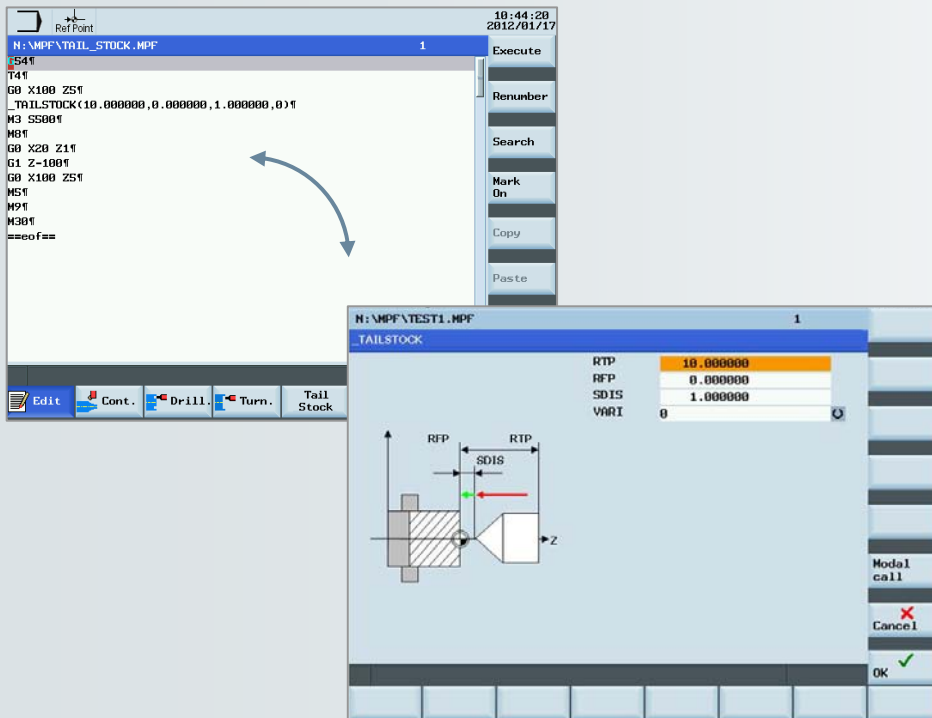 Ref Point
10:44:20
2012/01/17
N:\MPF\TAIL_STOCK.MPF 1
G54¶
T4¶
G0 X100 Z5¶
_TAILSTOCK(10.000000,0.000000,1.000000,0)¶
M3 S500¶
M8¶
G0 X20 Z1¶
G1 Z-100¶
G0 X100 Z5¶
M5¶
M9¶
M30¶
==eof==
Execute
Renumber
Search
Mark
On
Copy
Paste
Edit Cont. Drill. Turn. Tail
Stock
N:\MPF\TEST1.MPF 1
_TAILSTOCK
RTP 10.000000
RFP 0.000000
SDIS 1.000000
VARI 0
RFP RTP
SDIS
Z
Modal
call
Cancel
OK